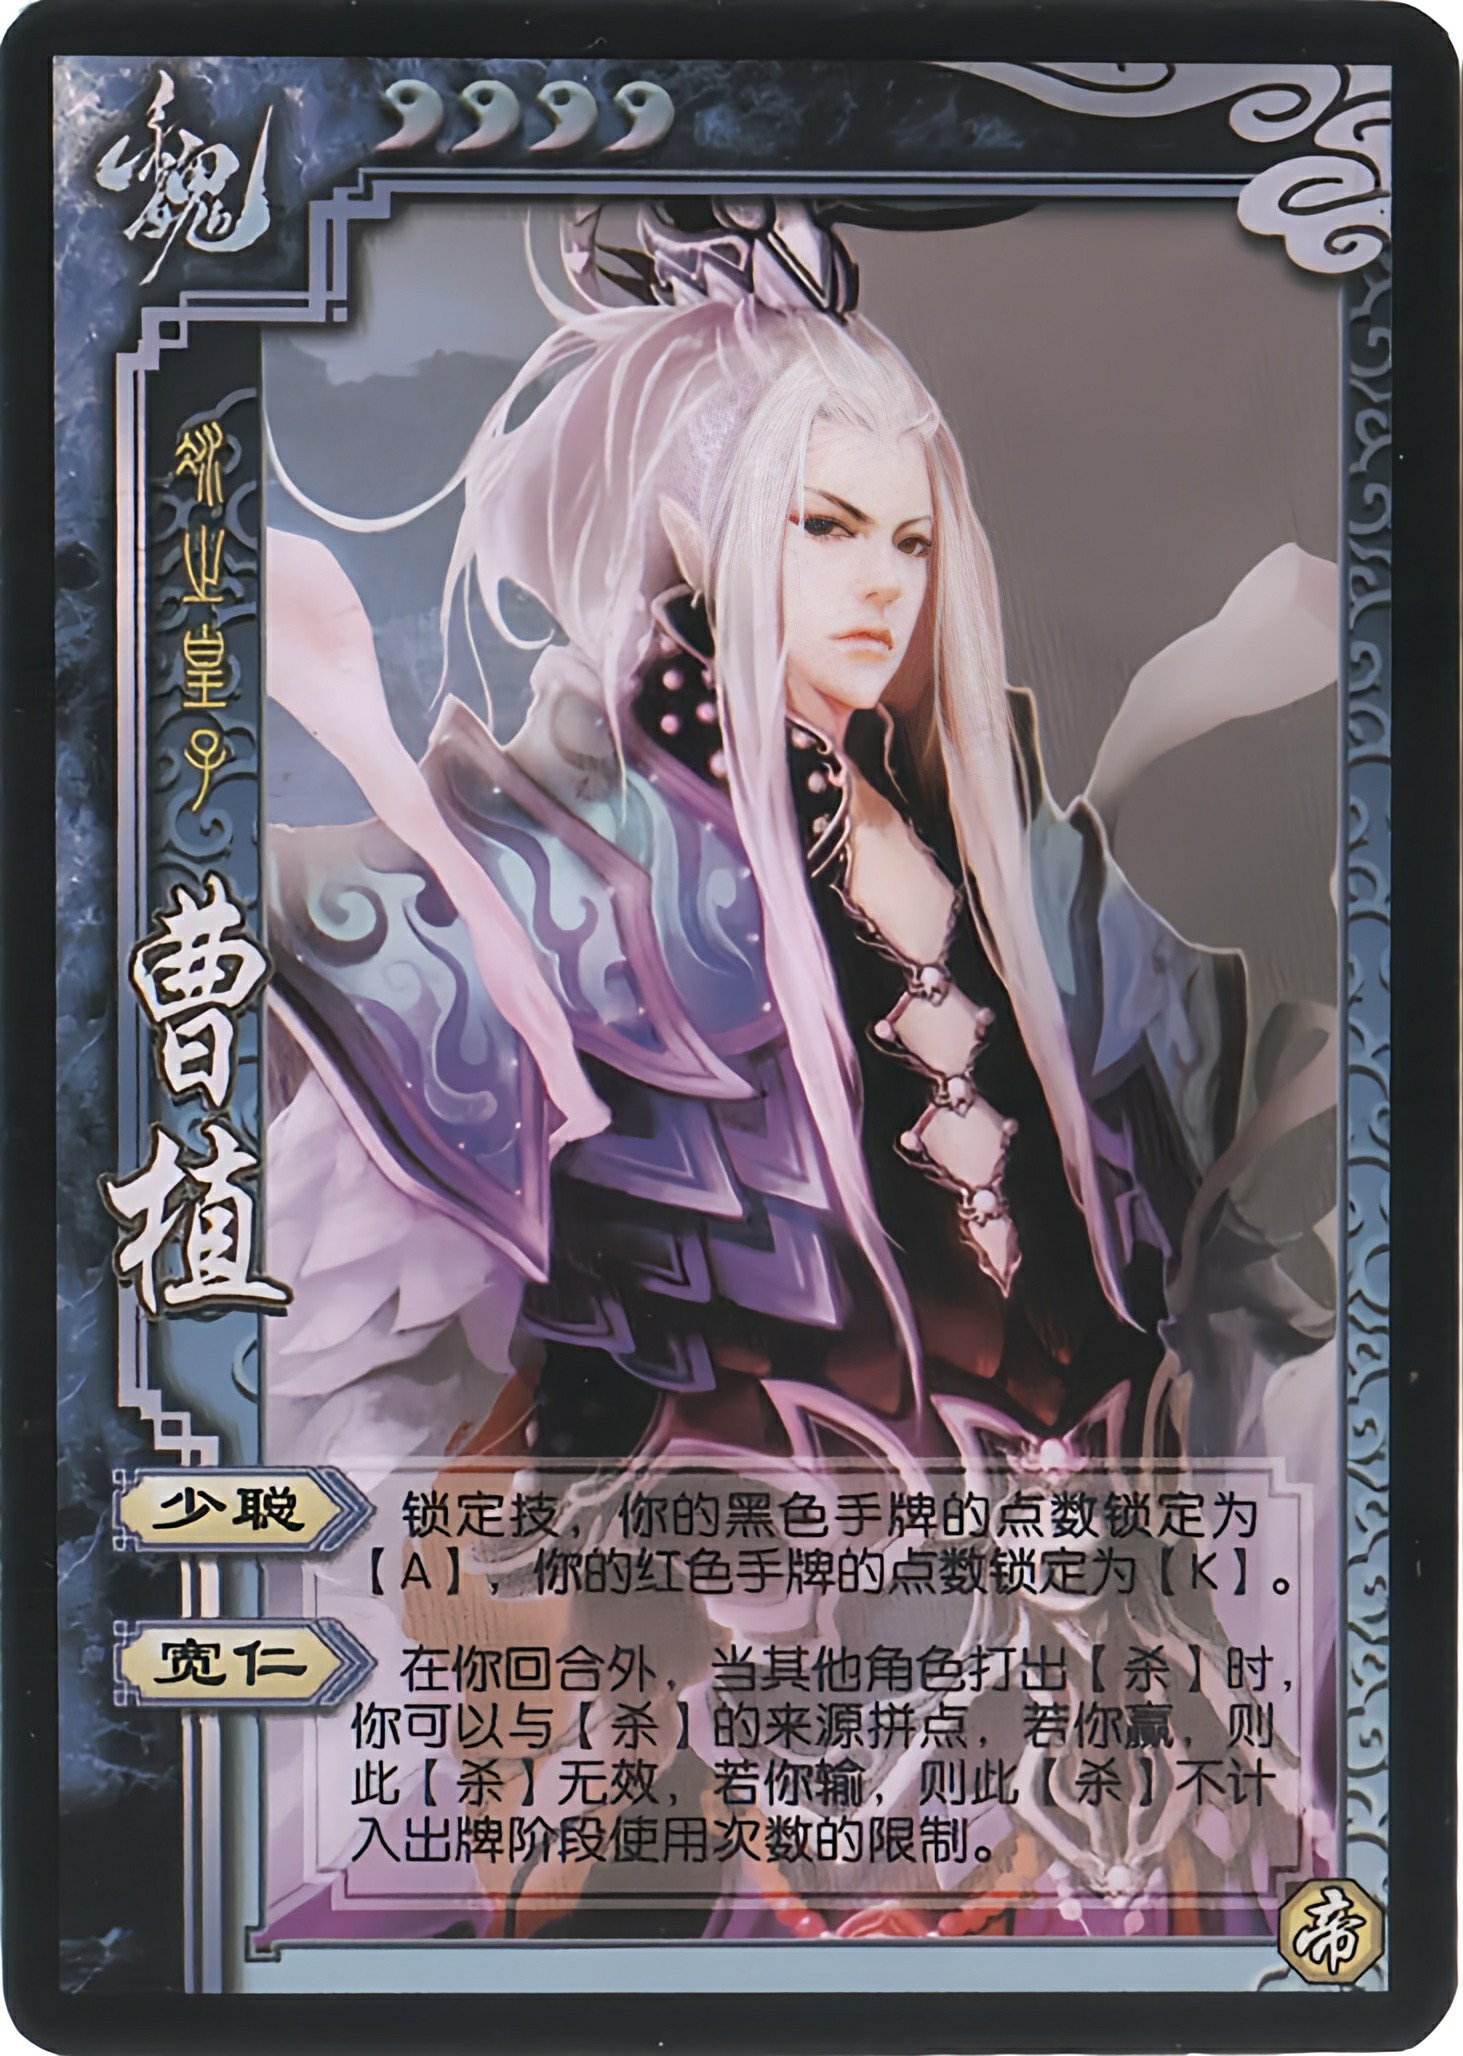 魏
冰之皇子
曹植
少聪
锁定技，你的黑色手牌的点数锁定为
【A】，你的红色手牌的点数锁定为【K】。
宽仁
在你回合外，当其他角色打出【杀】时，
你可以与【杀】的来源拼点，若你赢，则
此【杀】无效，若你输，则此【杀】不计
入出牌阶段使用次数的限制。
帝